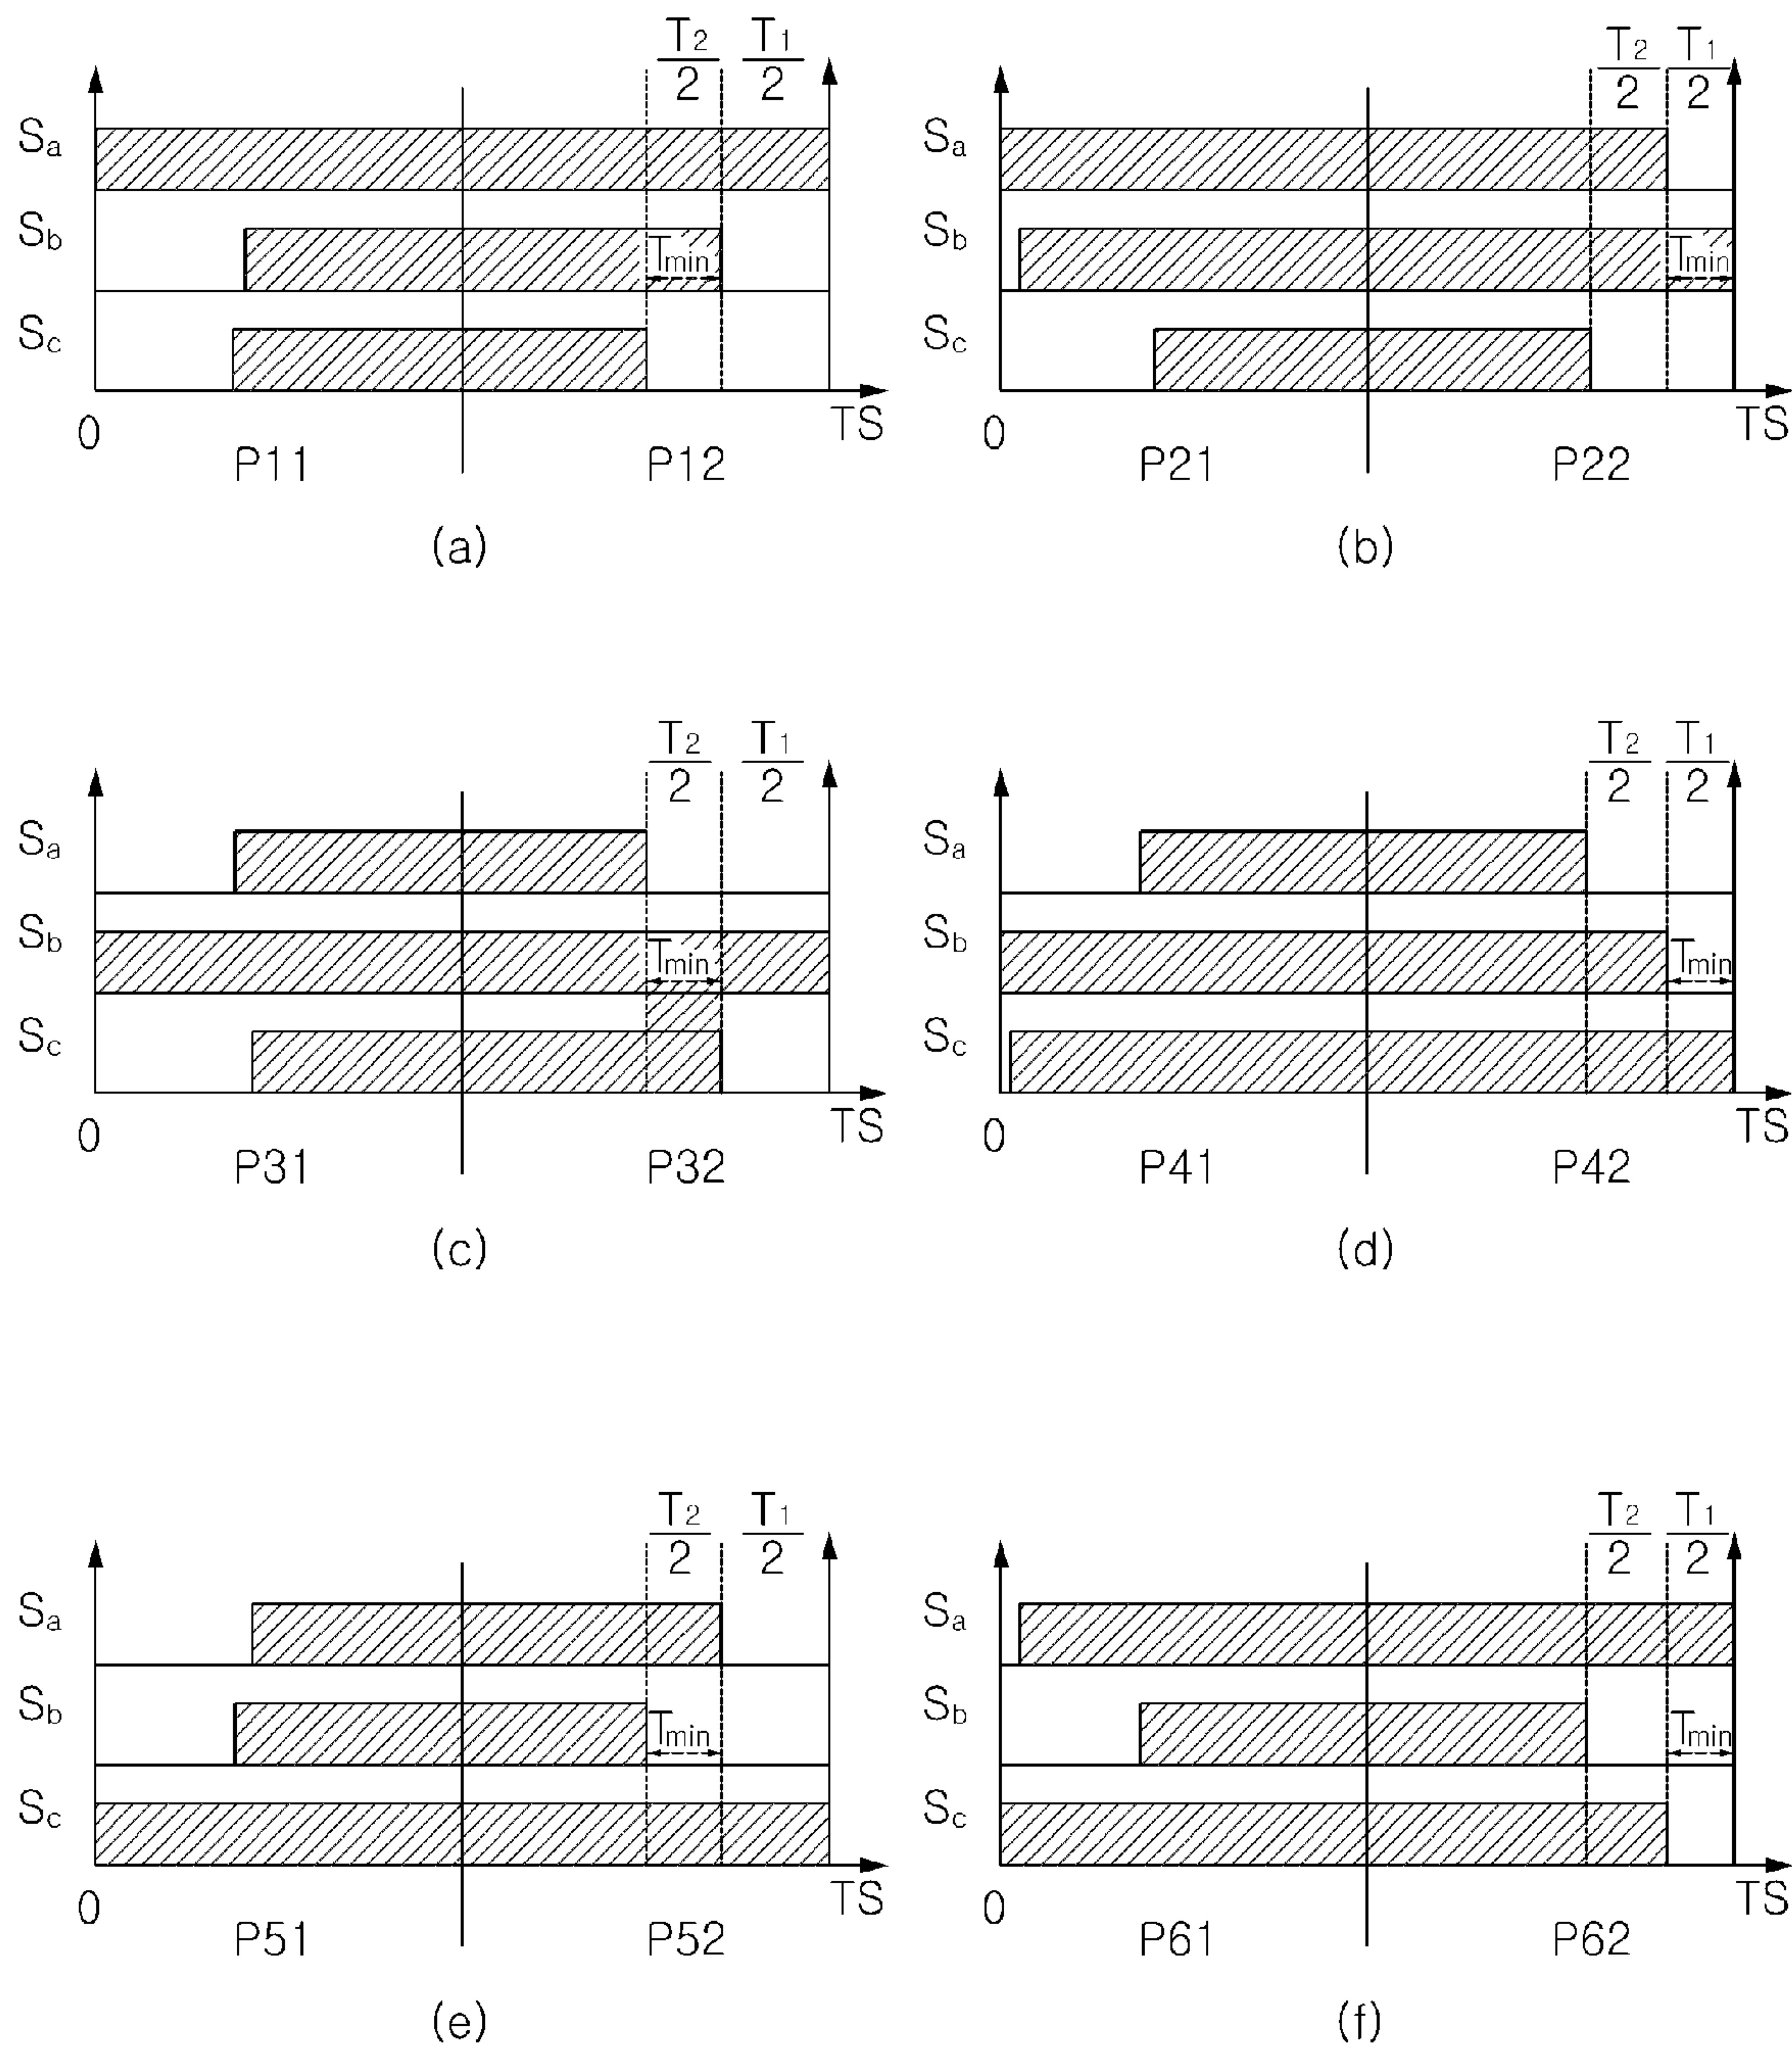 T2/2 T1/2
Sa
Sb
Tmin
Sc
0 TS
P11 P12
(a)
T2/2 T1/2
Sa
Sb
Tmin
Sc
0 TS
P21 P22
(b)
T2/2 T1/2
Sa
Sb
Tmin
Sc
0 TS
P31 P32
(c)
T2/2 T1/2
Sa
Sb
Tmin
Sc
0 TS
P41 P42
(d)
T2/2 T1/2
Sa
Sb
Tmin
Sc
0 TS
P51 P52
(e)
T2/2 T1/2
Sa
Sb
Tmin
Sc
0 TS
P61 P62
(f)